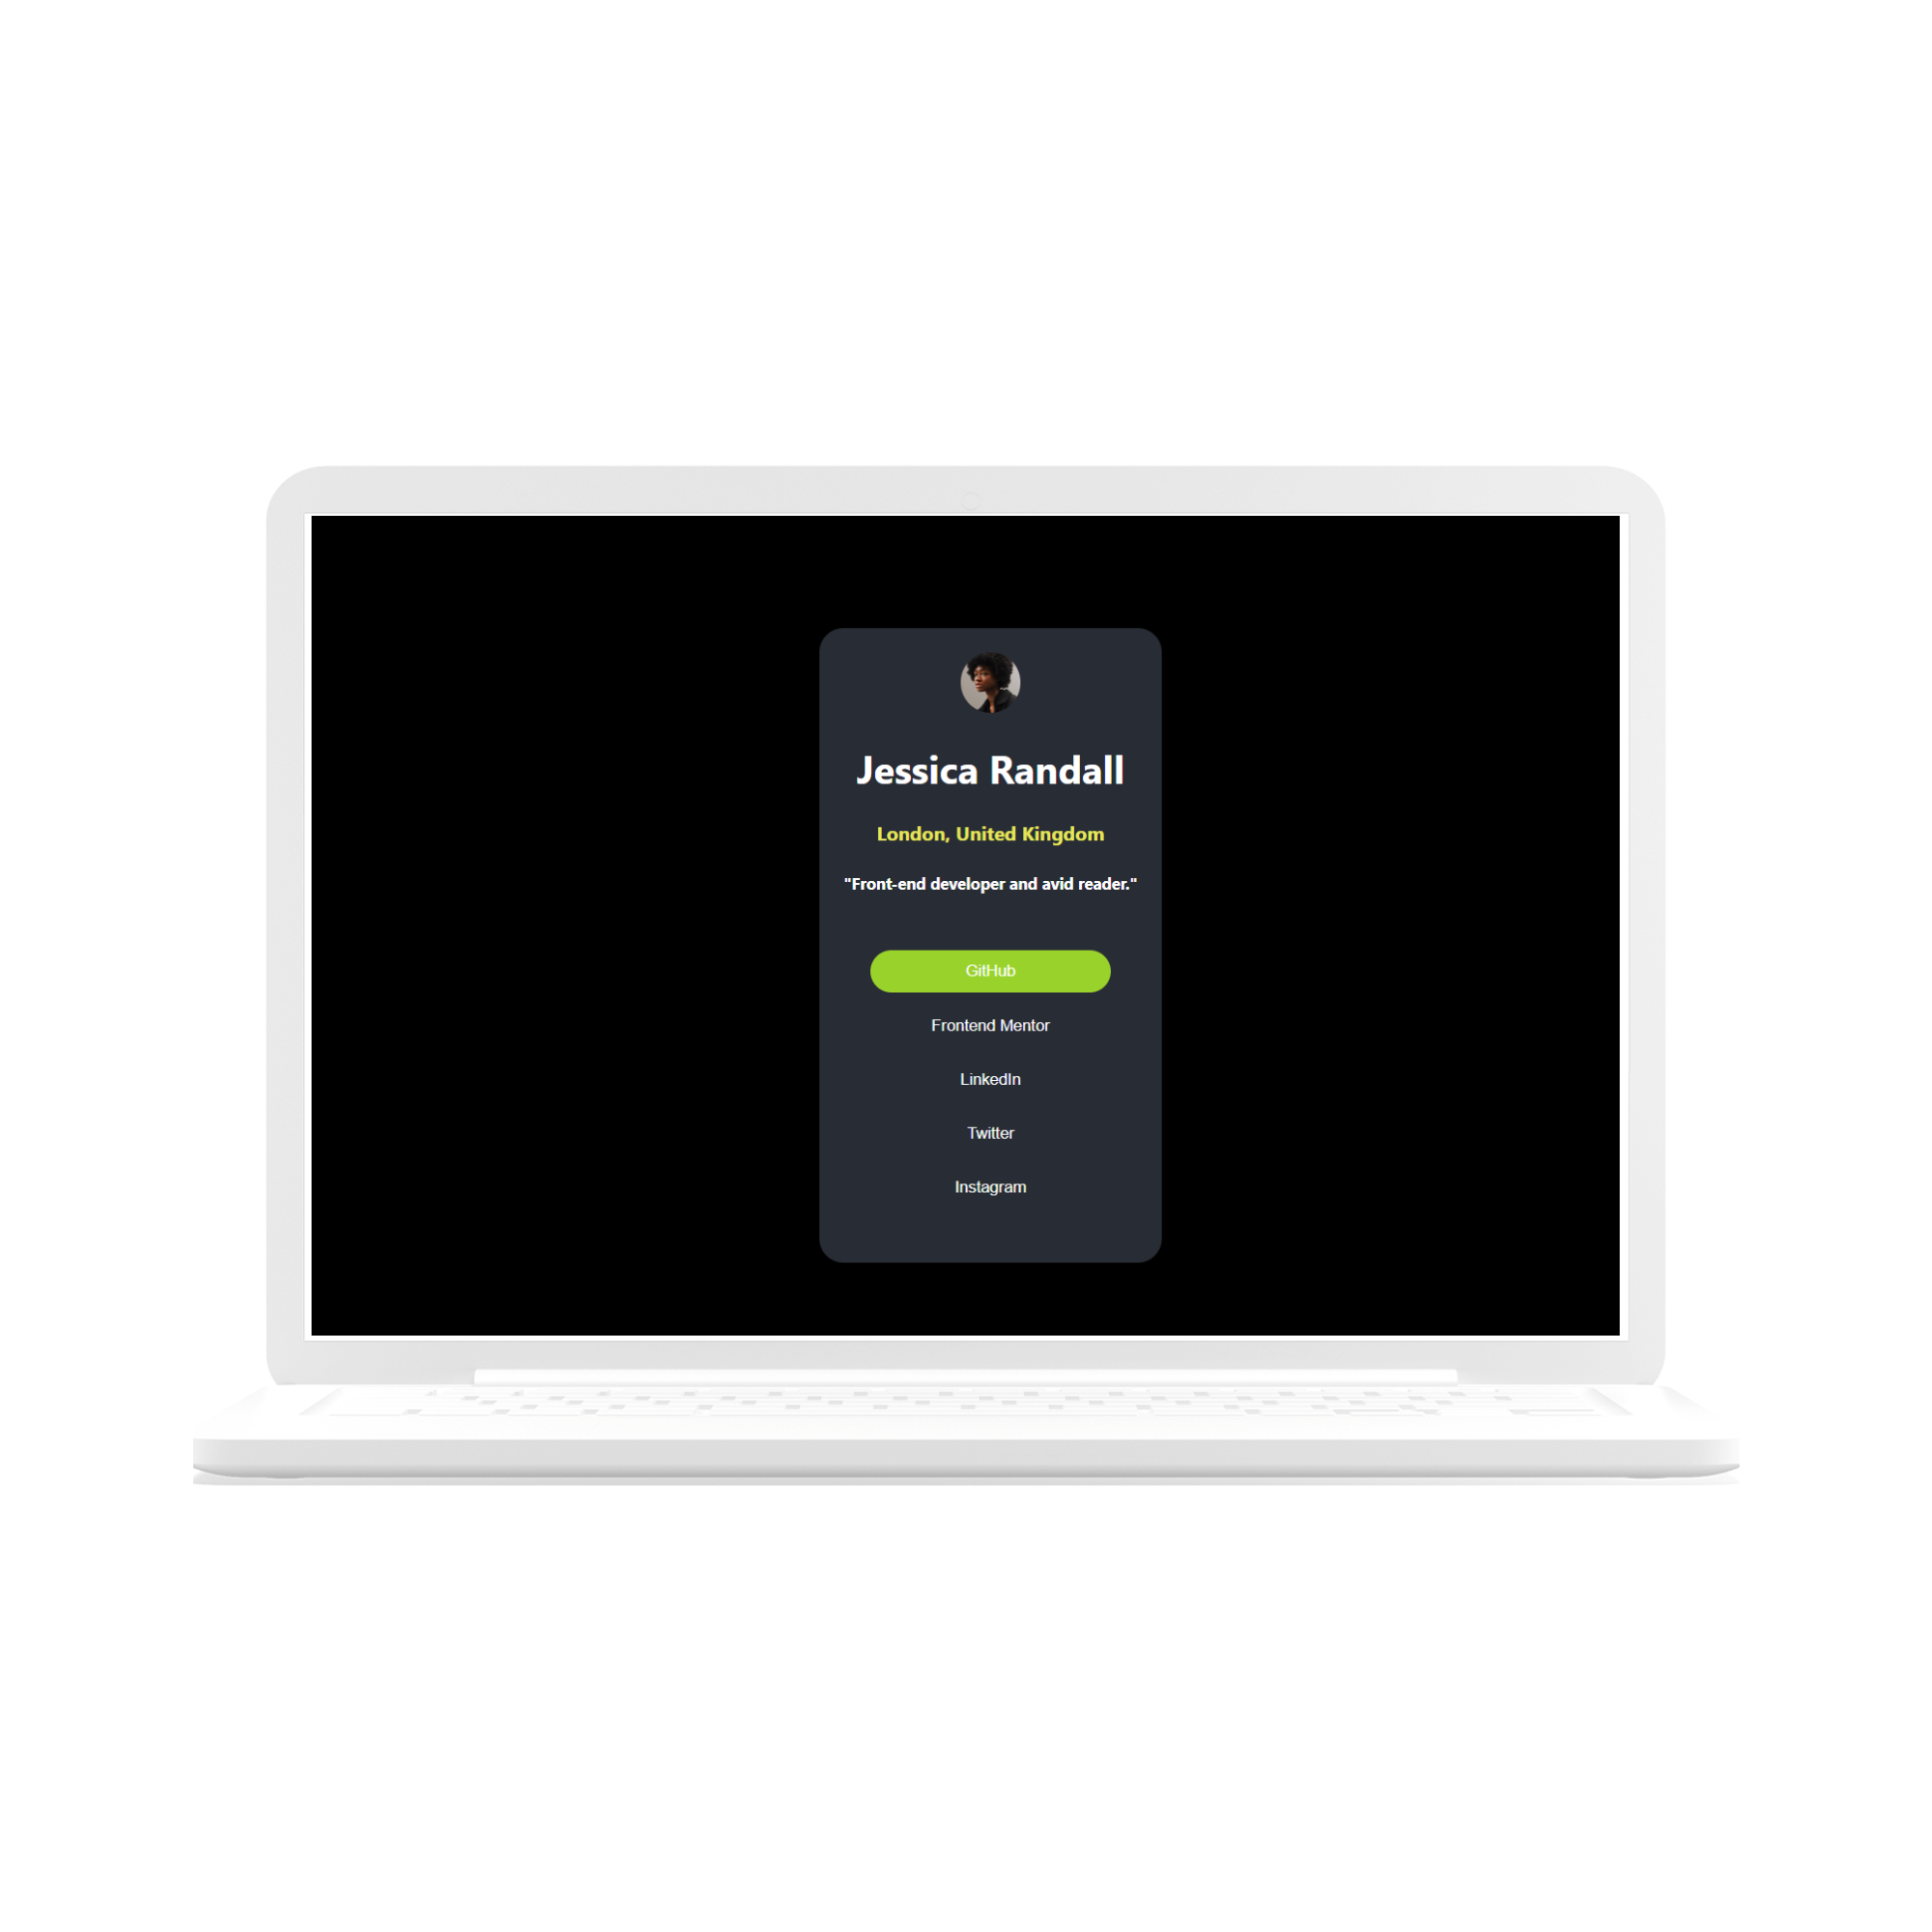 Jessica Randall
London, United Kingdom
"Front-end developer and avid reader."
GitHub
Frontend Mentor
LinkedIn
Twitter
Instagram